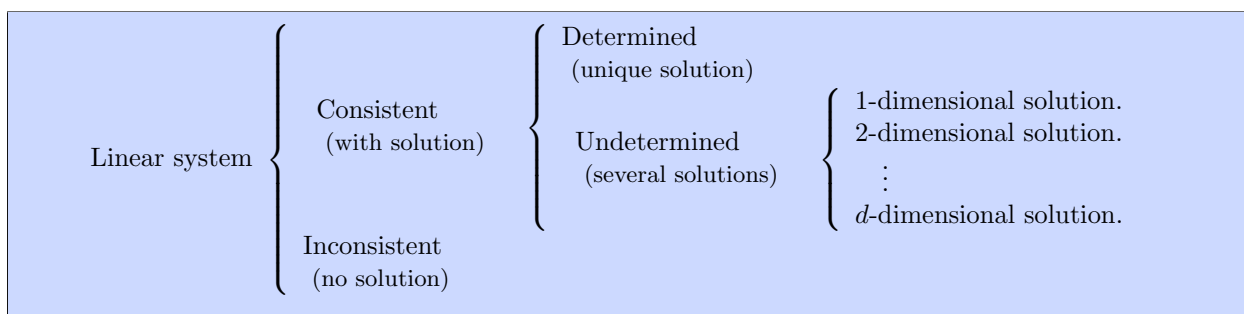 Linear system
Consistent
(with solution)
Determined
(unique solution)
Undetermined
(several solutions)
1-dimensional solution.
2-dimensional solution.
⋮
d-dimensional solution.
Inconsistent
(no solution)